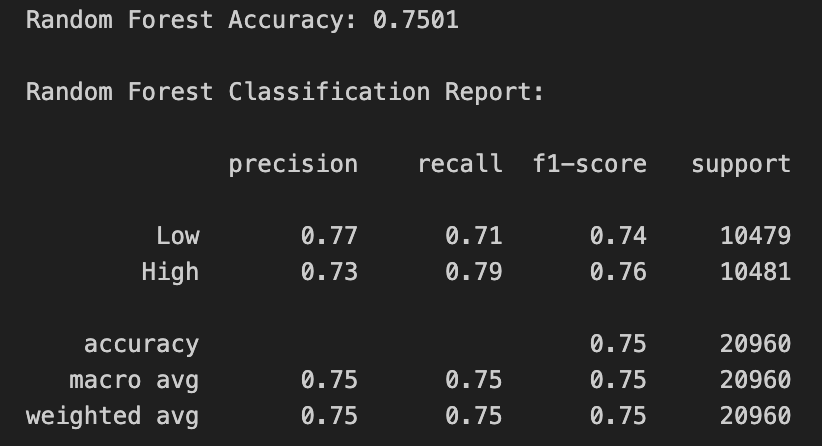 Random Forest Accuracy: 0.7501
Random Forest Classification Report:
precision recall f1-score support
Low 0.77 0.71 0.74 10479
High 0.73 0.79 0.76 10481
accuracy 0.75 20960
macro avg 0.75 0.75 0.75 20960
weighted avg 0.75 0.75 0.75 20960